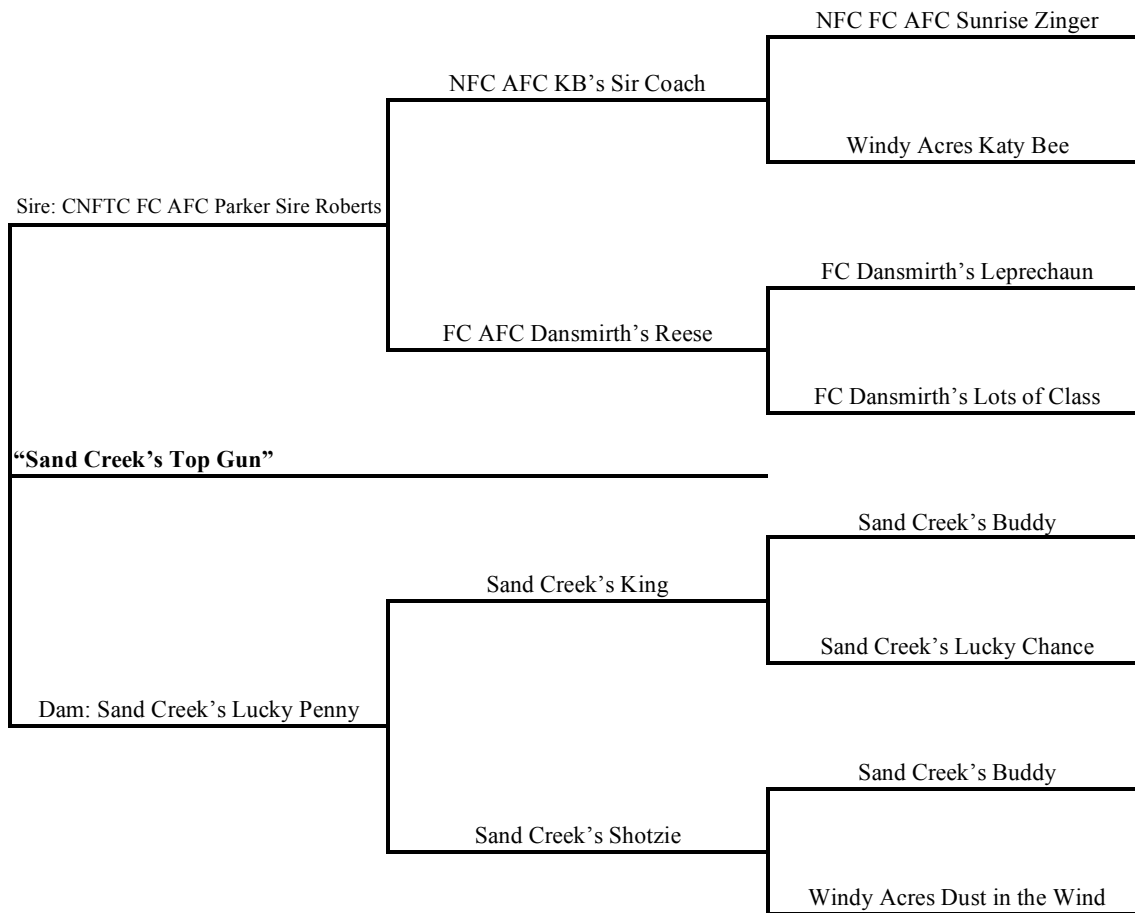 NFC FC AFC Sunrise Zinger
NFC AFC KB’s Sir Coach
Windy Acres Katy Bee
Sire: CNFTC FC AFC Parker Sire Roberts
FC Dansmirth’s Leprechaun
FC AFC Dansmirth’s Reese
FC Dansmirth’s Lots of Class
“Sand Creek’s Top Gun”
Sand Creek’s Buddy
Sand Creek’s King
Sand Creek’s Lucky Chance
Dam: Sand Creek’s Lucky Penny
Sand Creek’s Buddy
Sand Creek’s Shotzie
Windy Acres Dust in the Wind